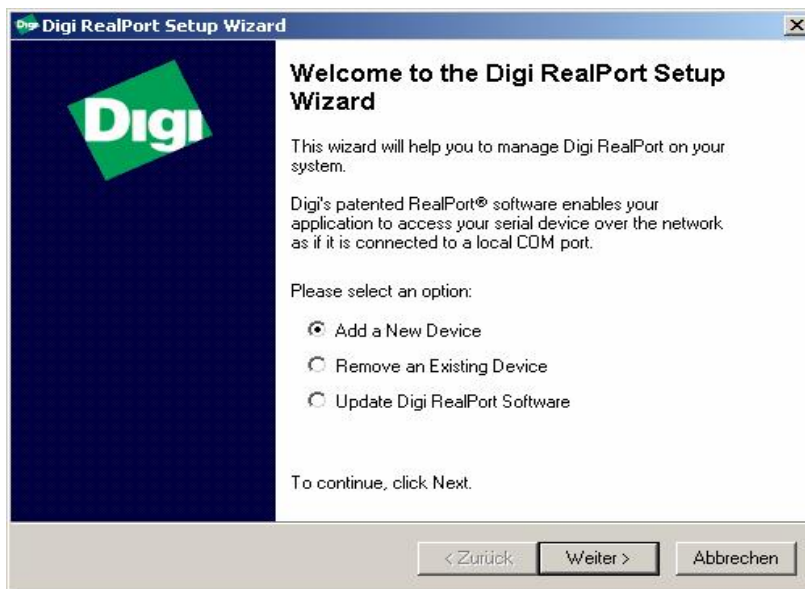 Digi Digi RealPort Setup Wizard
Digi
Welcome to the Digi RealPort Setup
Wizard
This wizard will help you to manage Digi RealPort on your
system.
Digi's patented RealPort® software enables your
application to access your serial device over the network
as if it is connected to a local COM port.
Please select an option:
Add a New Device
Remove an Existing Device
Update Digi RealPort Software
To continue, click Next.
< Zurück
Weiter >
Abbrechen